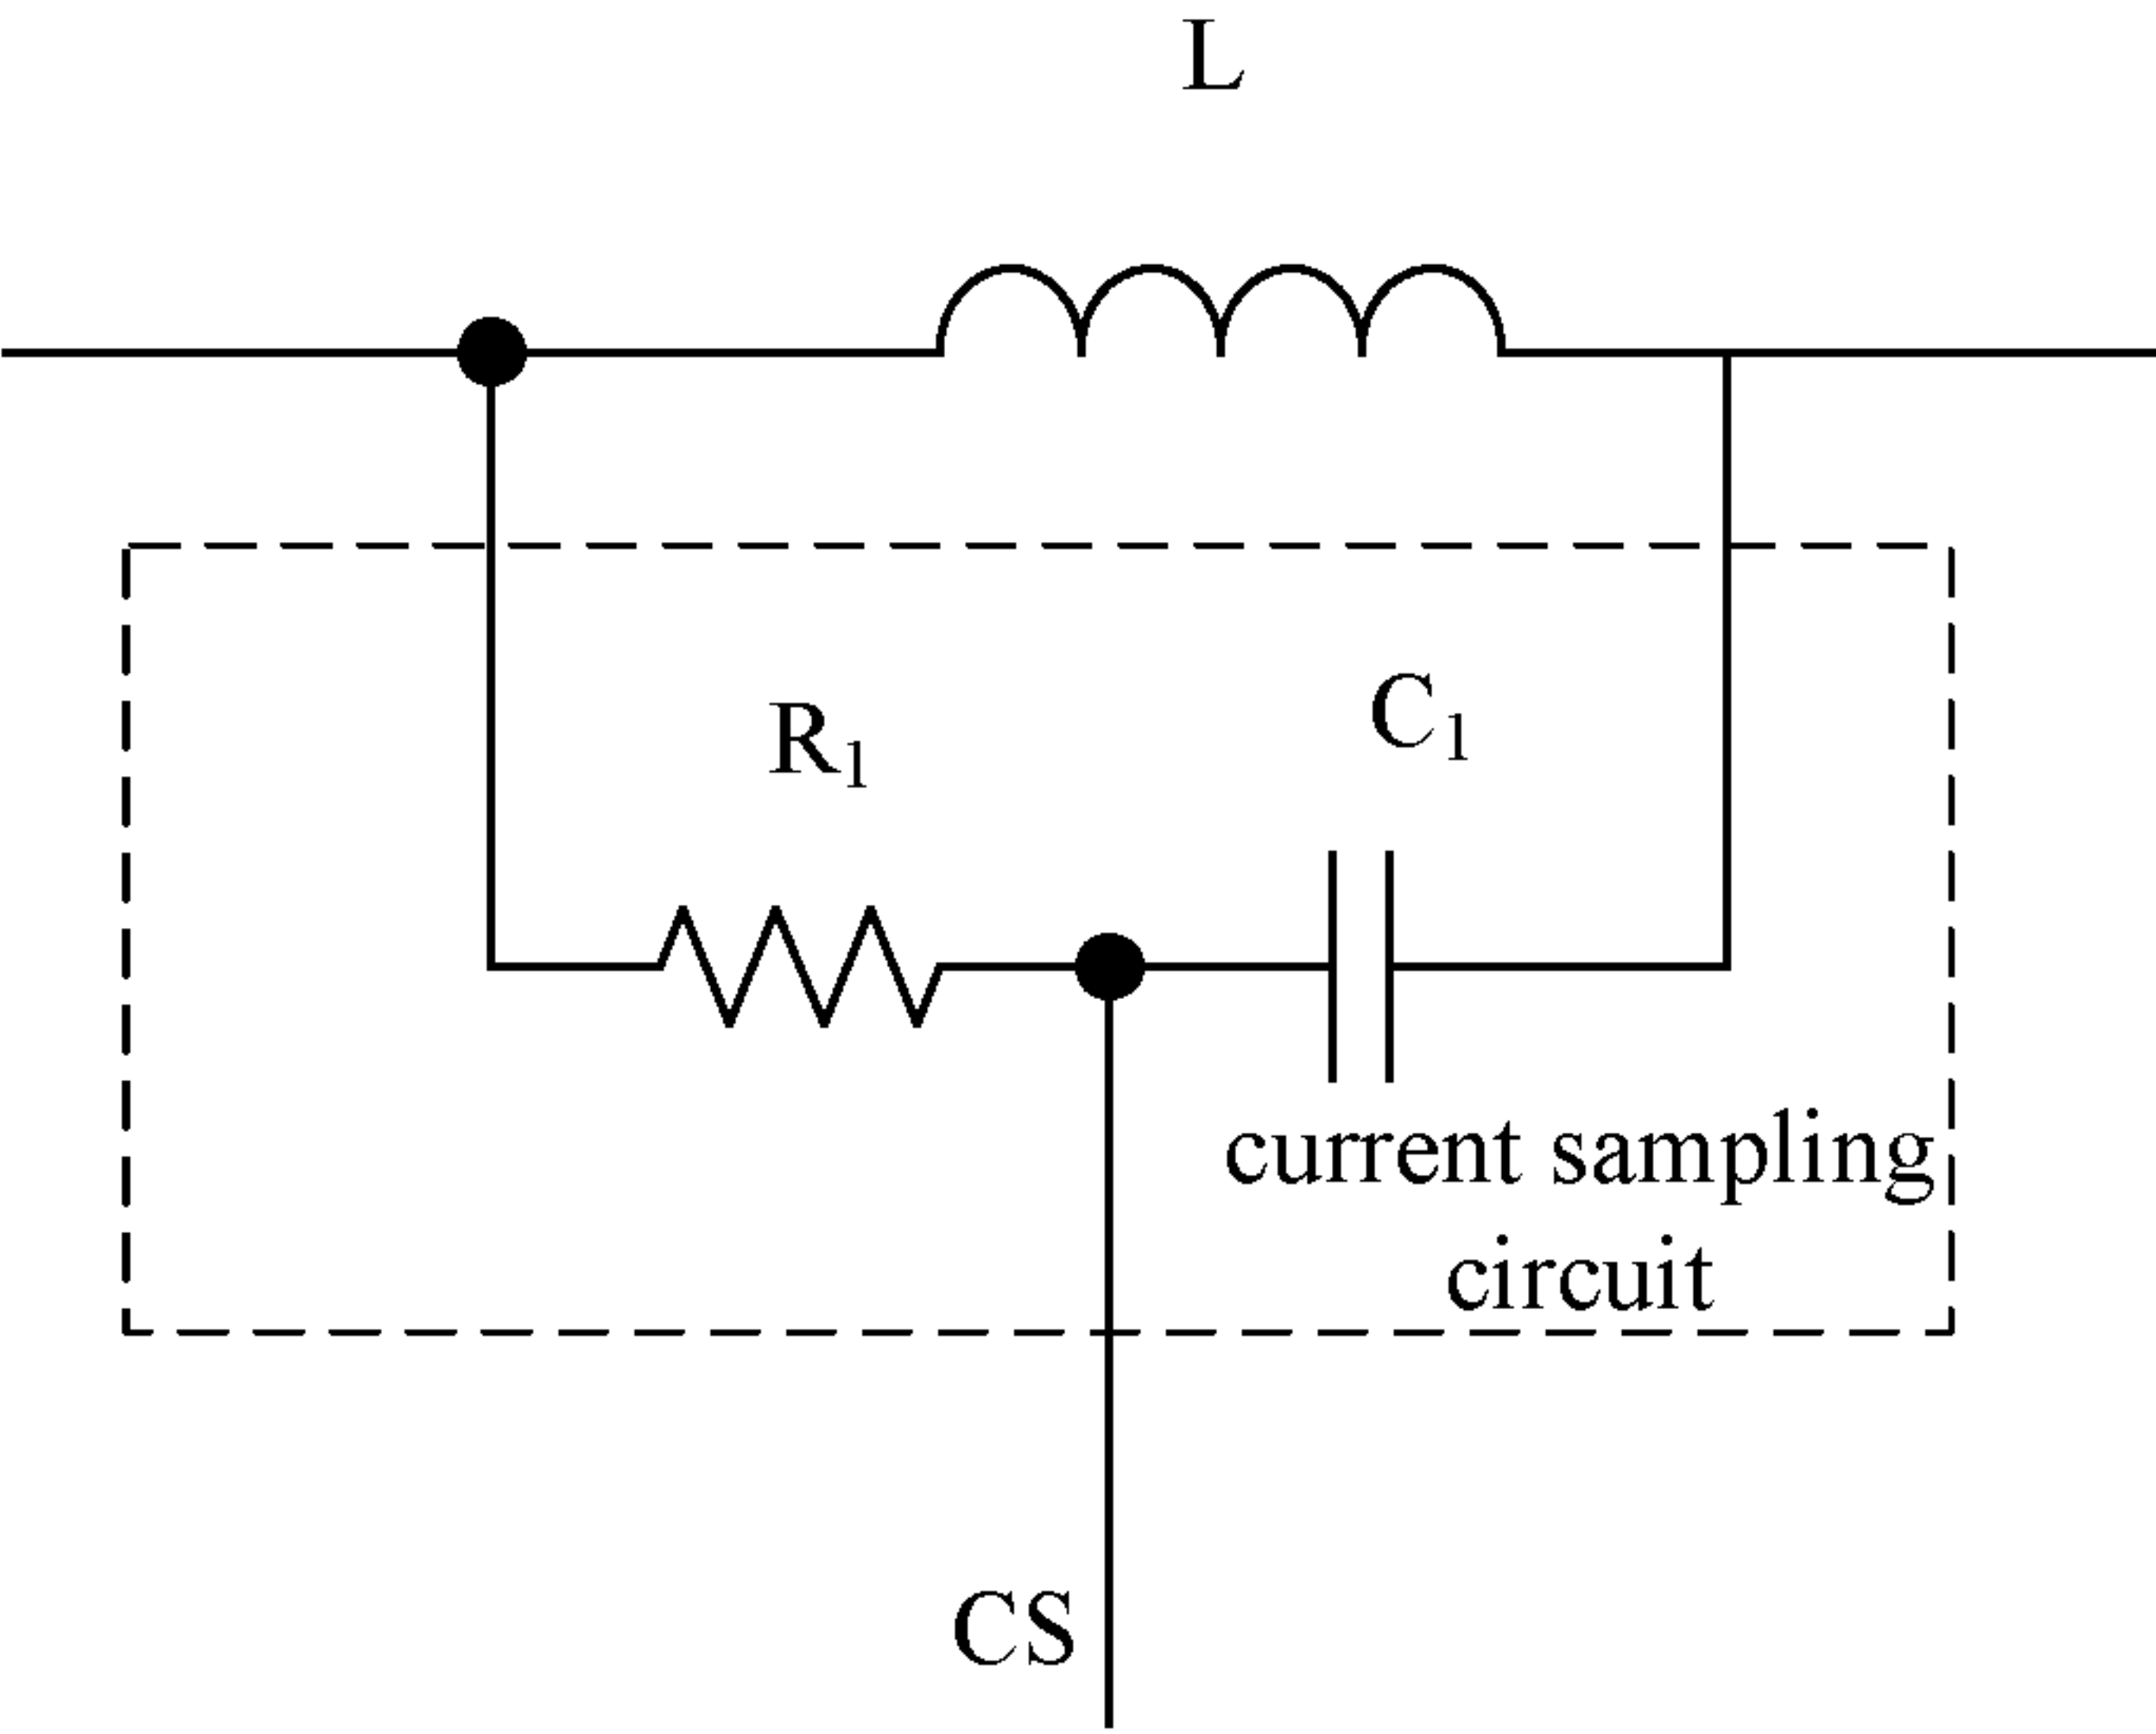 L
R₁
C₁
current sampling
circuit
CS